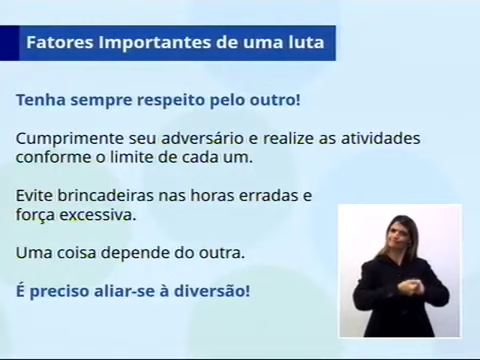 Fatores Importantes de uma luta
Tenha sempre respeito pelo outro!
Cumprimente seu adversário e realize as atividades
conforme o limite de cada um.
Evite brincadeiras nas horas erradas e
força excessiva.
Uma coisa depende do outra.
É preciso aliar-se à diversão!